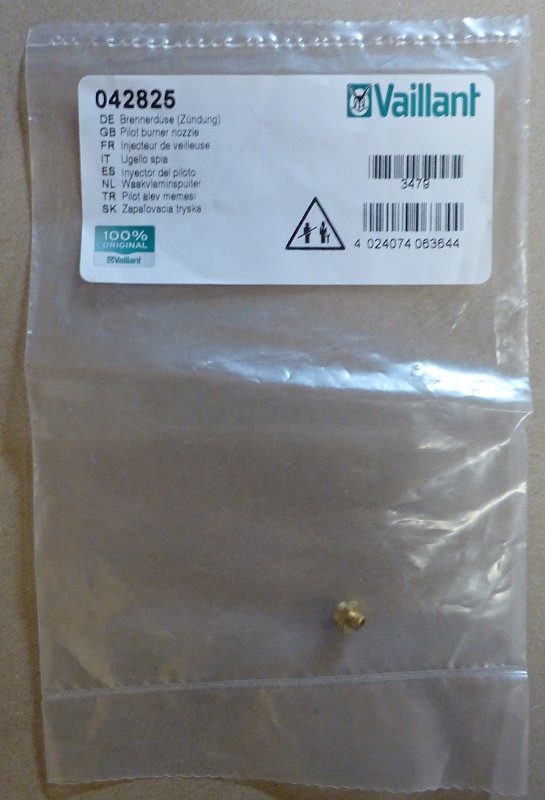 042825
Vaillant
DE Brennerdüse (Zündung)
GB Pilot burner nozzle
FR Injecteur de veilleuse
IT Ugello spia
ES Inyector del piloto
NL Waakvlaminspuiter
TR Pilot alev memesi
SK Zapaľovacia tryska
3479
4 024074 063644
100%
ORIGINAL
Vaillant